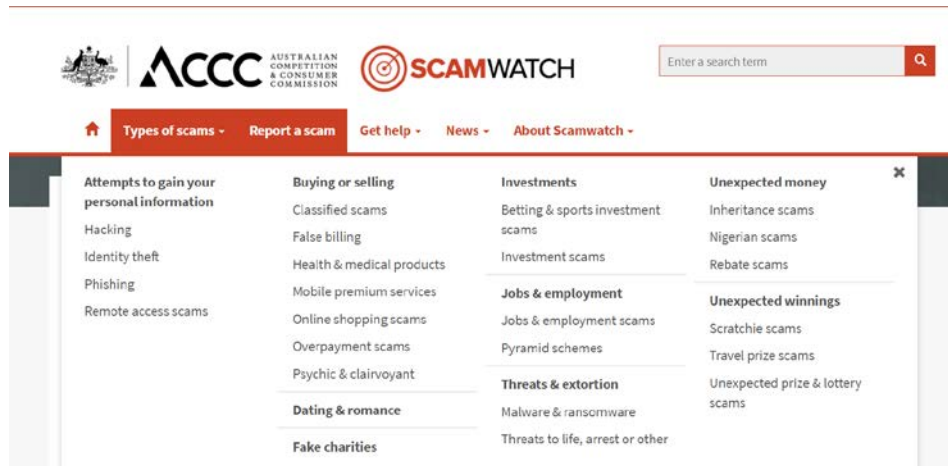 ACCC
AUSTRALIAN
COMPETITION
& CONSUMER
COMMISSION
SCAMWATCH
Enter a search term
Types of scams
Report a scam
Get help
News
About Scamwatch
Attempts to gain your
personal information
Hacking
Identity theft
Phishing
Remote access scams
Buying or selling
Classified scams
False billing
Health & medical products
Mobile premium services
Online shopping scams
Overpayment scams
Psychic & clairvoyant
Dating & romance
Fake charities
Investments
Betting & sports investment
scams
Investment scams
Jobs & employment
Jobs & employment scams
Pyramid schemes
Threats & extortion
Malware & ransomware
Threats to life, arrest or other
Unexpected money
Inheritance scams
Nigerian scams
Rebate scams
Unexpected winnings
Scratchie scams
Travel prize scams
Unexpected prize & lottery
scams